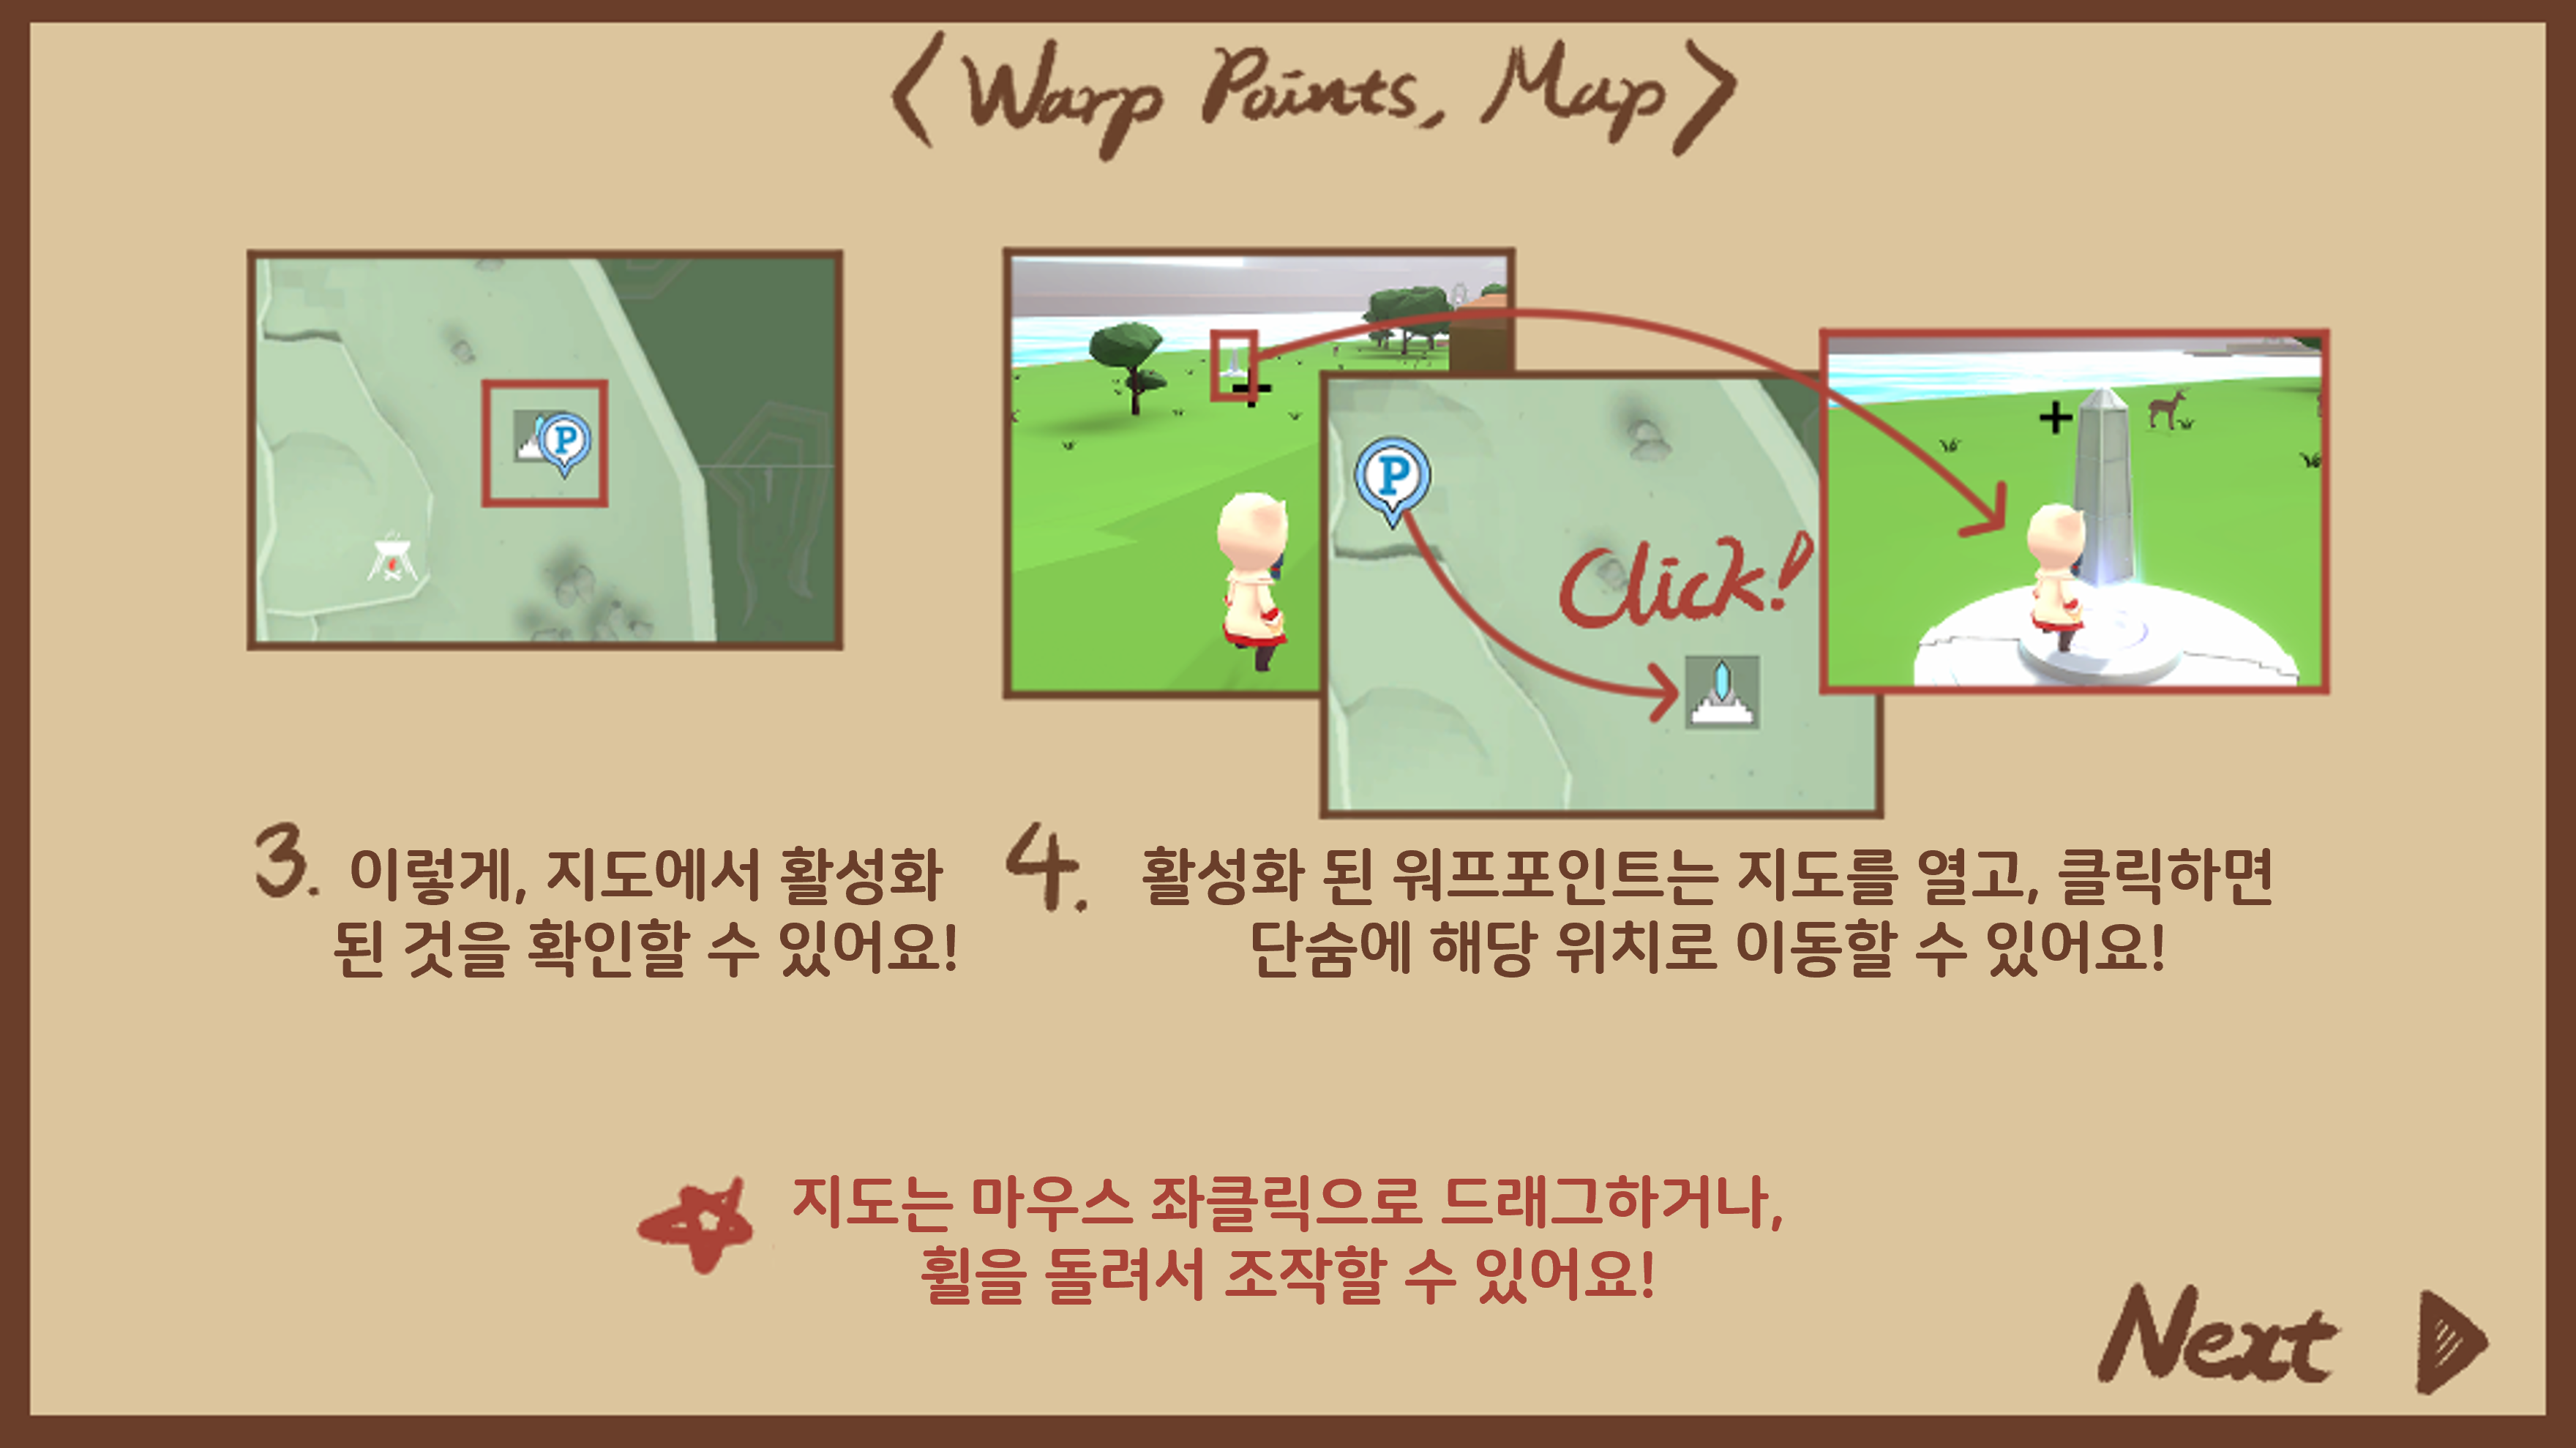 <Warp Points, Map>
P
P
Click!
3. 이렇게, 지도에서 활성화
된 것을 확인할 수 있어요!
4. 활성화 된 워프포인트는 지도를 열고, 클릭하면
단숨에 해당 위치로 이동할 수 있어요!
지도는 마우스 좌클릭으로 드래그하거나,
휠을 돌려서 조작할 수 있어요!
Next